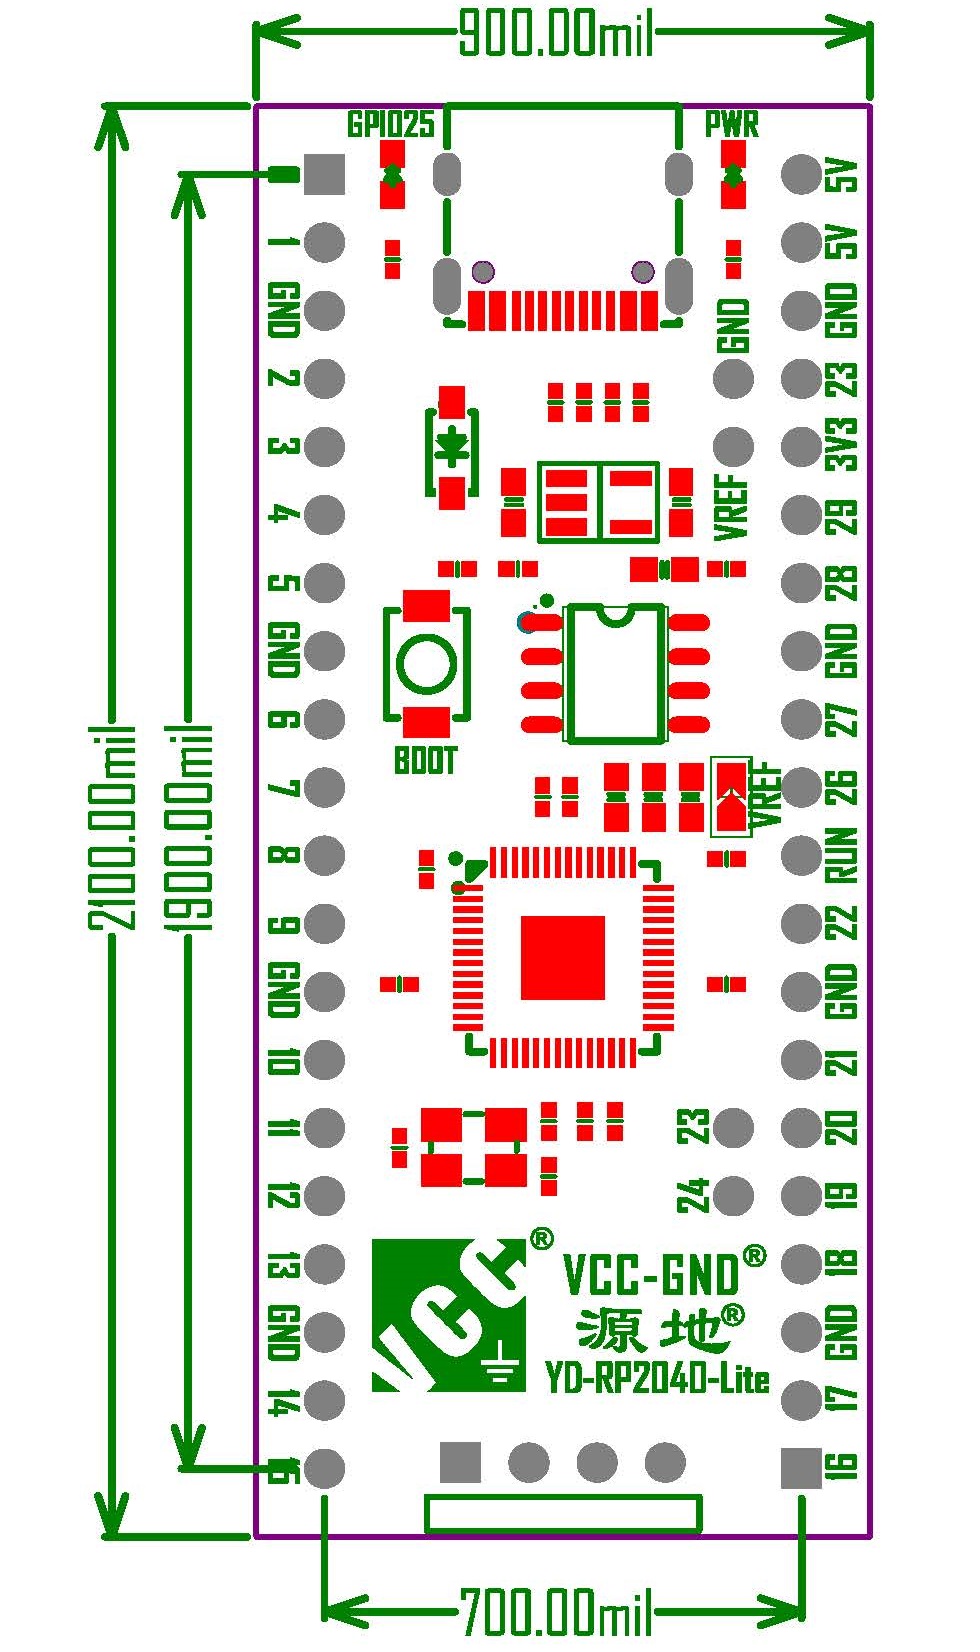 900.00mil
GPIO25
PWR
5V
1
5V
GND
GND
GND
2
23
3
3V3
VREF
4
29
5
28
GND
GND
6
27
BOOT
7
VREF
26
8
RUN
9
22
GND
GND
2100.00mil
1900.00mil
10
21
11
23
20
12
24
19
13
18
VCC
®
VCC-GND®
源地®
YD-RP2040-Lite
GND
GND
14
17
15
16
700.00mil